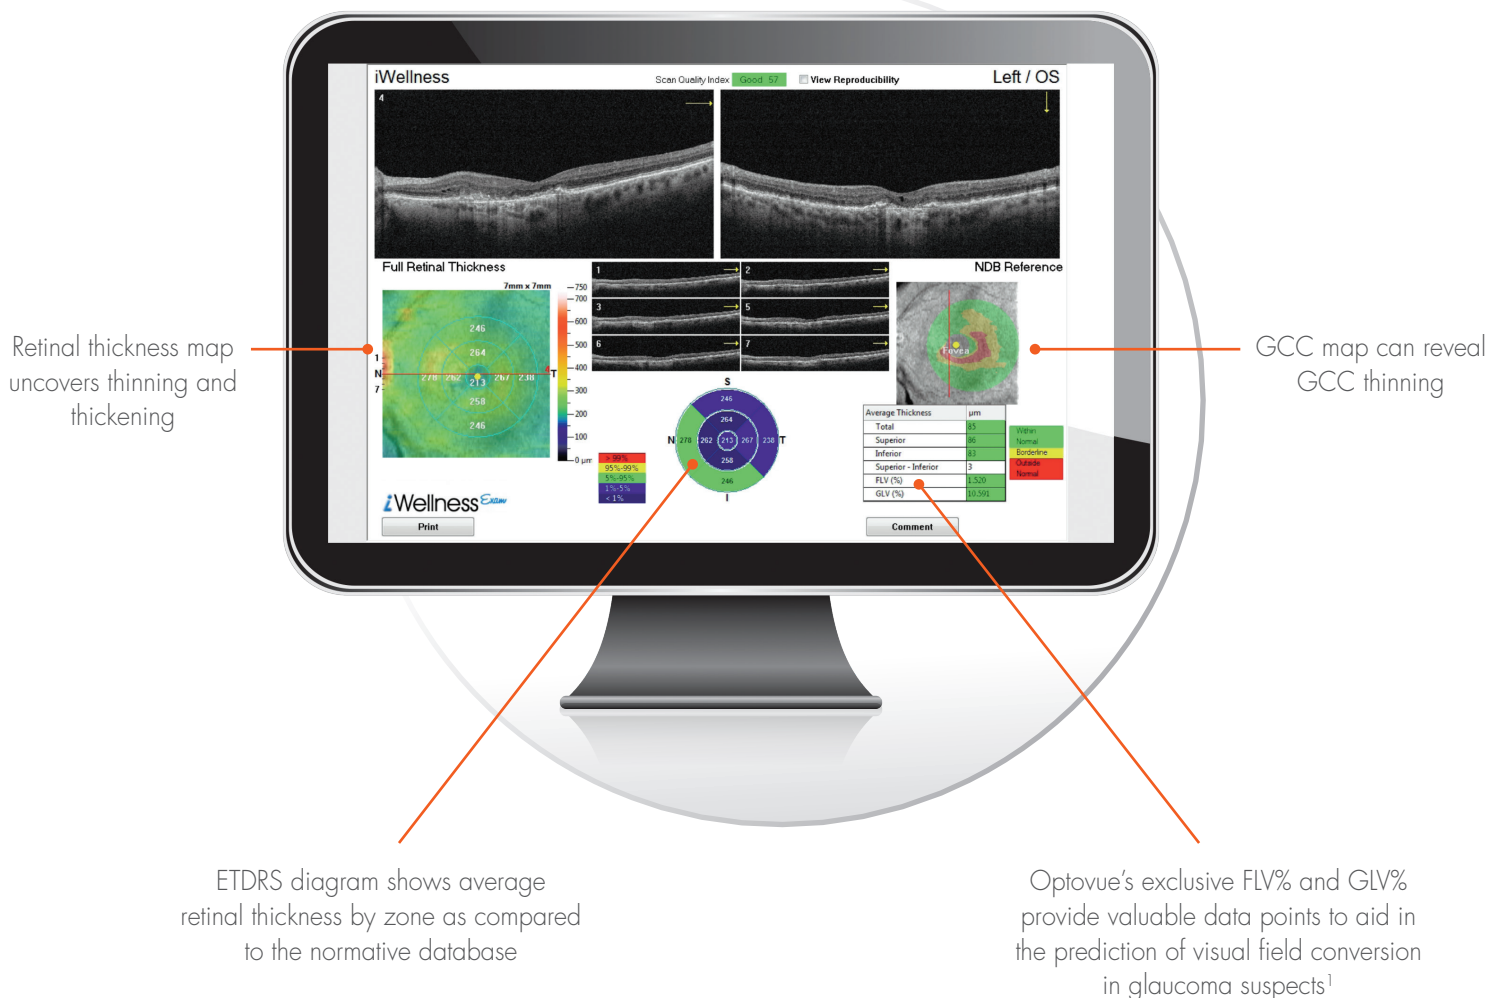 iWellness
Scan Quality Index Good 57
View Reproducibility
Left / OS
4
Full Retinal Thickness
7mm x 7mm
NDB Reference
750
700
600
500
400
300
200
100
0 µm
246
264
278 262 213 267 238
258
246
1
N
7
T
1
2
3
5
6
7
S
246
264
N 278 262 213 267 238 T
258
246
I
> 99%
95%-99%
5%-95%
1%-5%
< 1%
Fovea
Average Thickness µm
Total 85
Superior 86
Inferior 83
Superior - Inferior 3
FLV (%) 1.520
GLV (%) 10.591
Within
Normal
Borderline
Outside
Normal
iWellness Exam
Print
Comment
Retinal thickness map
uncovers thinning and
thickening
GCC map can reveal
GCC thinning
ETDRS diagram shows average
retinal thickness by zone as compared
to the normative database
Optovue’s exclusive FLV% and GLV%
provide valuable data points to aid in
the prediction of visual field conversion
in glaucoma suspects¹